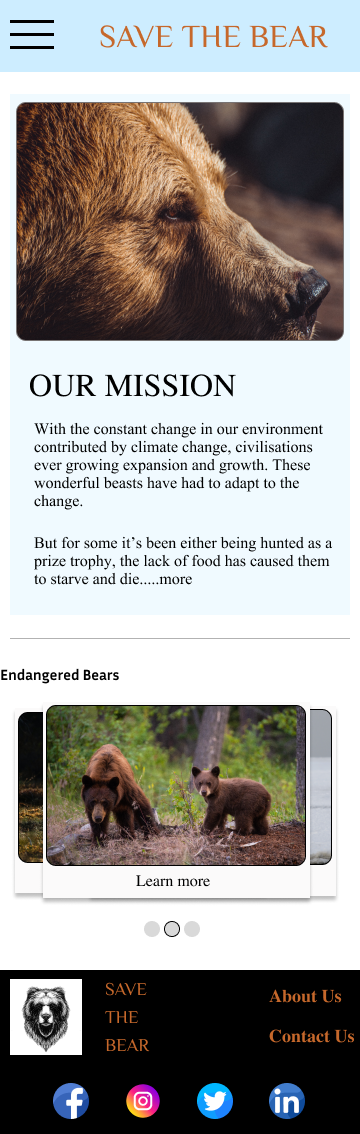 SAVE THE BEAR
OUR MISSION
With the constant change in our environment
contributed by climate change, civilisations
ever growing expansion and growth. These
wonderful beasts have had to adapt to the
change.
But for some it’s been either being hunted as a
prize trophy, the lack of food has caused them
to starve and die.....more
Endangered Bears
Learn more
SAVE
THE
BEAR
About Us
Contact Us